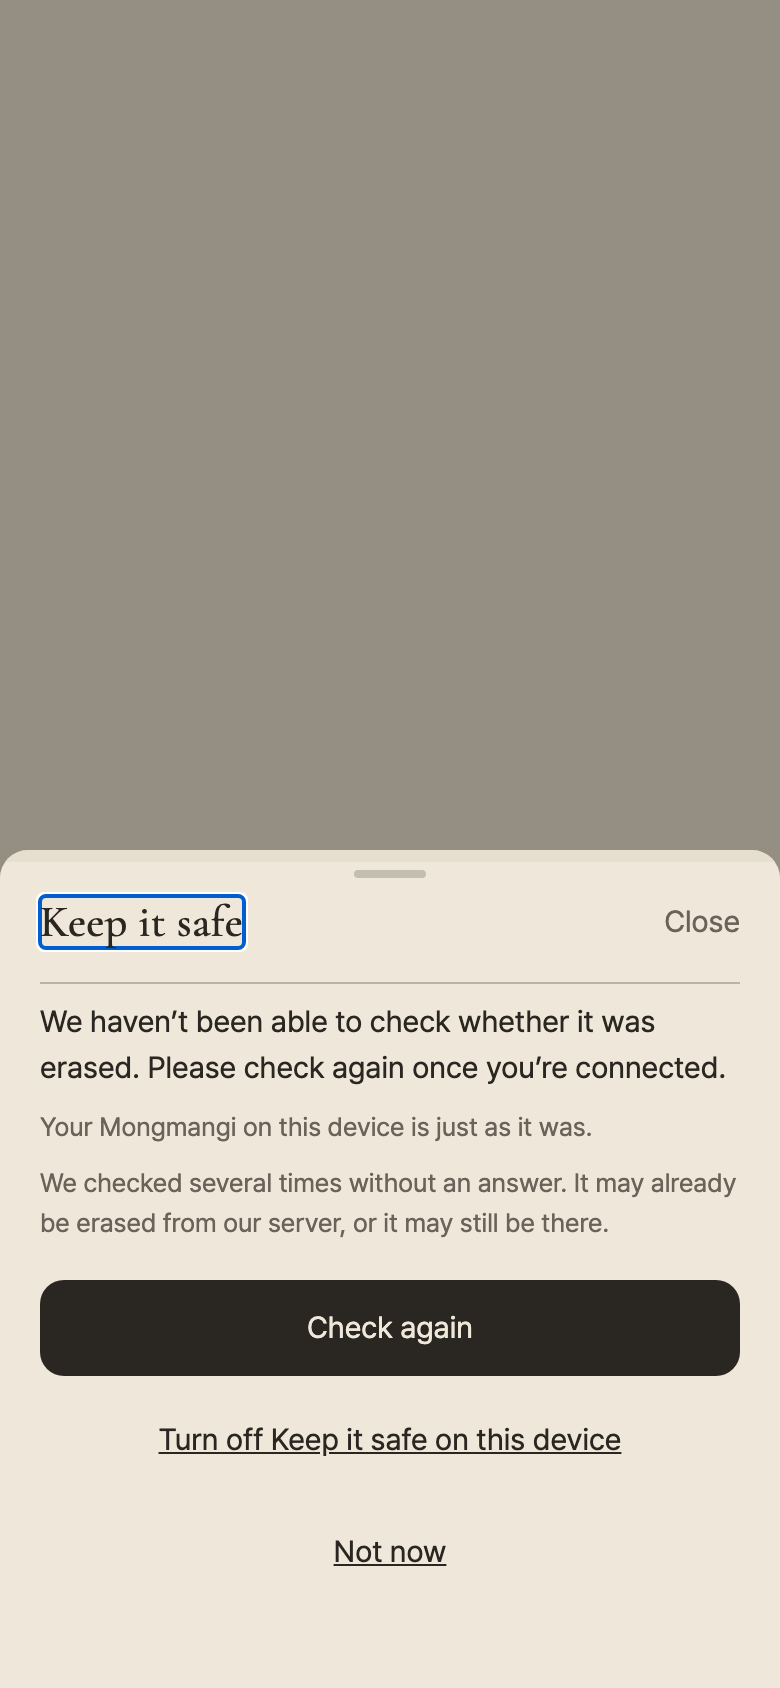 Keep it safe
Close
We haven’t been able to check whether it was
erased. Please check again once you’re connected.
Your Mongmangi on this device is just as it was.
We checked several times without an answer. It may already
be erased from our server, or it may still be there.
Check again
Turn off Keep it safe on this device
Not now